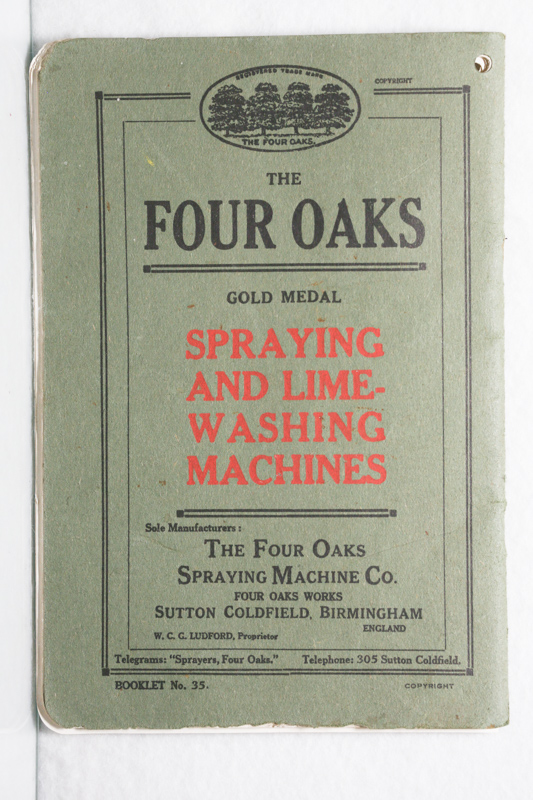 REGISTERED TRADE MARK
THE FOUR OAKS.
COPYRIGHT
THE
FOUR OAKS
GOLD MEDAL
SPRAYING
AND LIME-
WASHING
MACHINES
Sole Manufacturers:
THE FOUR OAKS
SPRAYING MACHINE CO.
FOUR OAKS WORKS
SUTTON COLDFIELD, BIRMINGHAM
ENGLAND
W. C. G. LUDFORD, Proprietor
Telegrams: "Sprayers, Four Oaks." Telephone: 305 Sutton Coldfield.
BOOKLET No. 35. COPYRIGHT